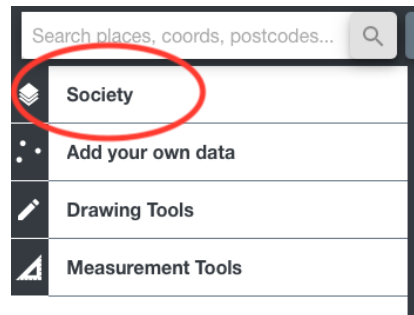 Search places, coords, postcodes...
Society
Add your own data
Drawing Tools
Measurement Tools